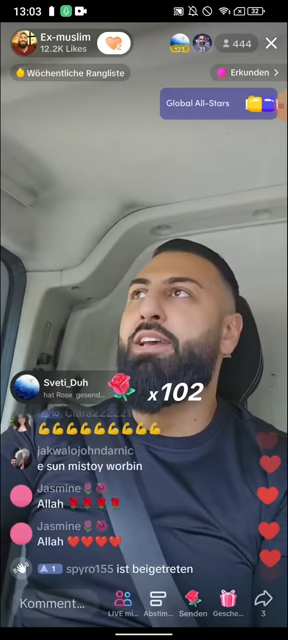 13:03
32
Ex-muslim
12.2K Likes
123
31
444
Wöchentliche Rangliste
Erkunden >
Global All-Stars
Sveti_Duh
hat Rose gesend...
x102
jakwalojohndarnic
e sun mistoy worbin
Jasmine
Allah
Jasmine
Allah
1 spyro155 ist beigetreten
Komment...
LIVE mi...
Abstim...
Senden
Gesche...
3